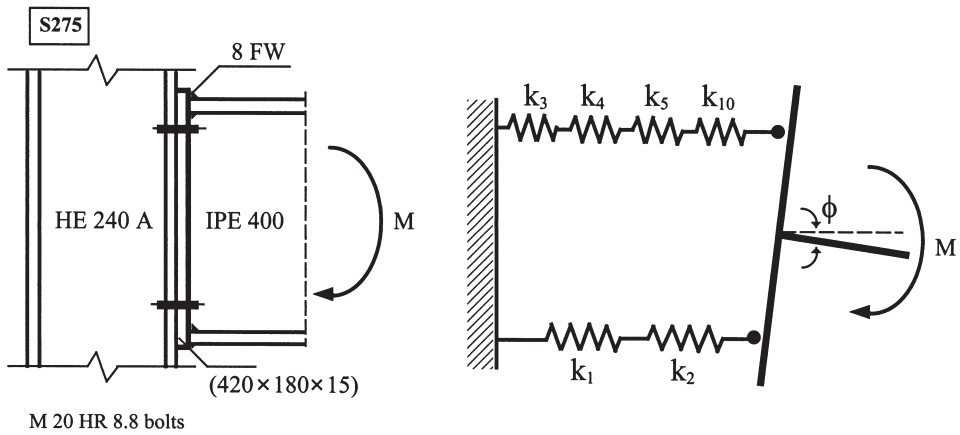 S275
8 FW
HE 240 A
IPE 400
M
(420×180×15)
M 20 HR 8.8 bolts
k₃ k₄ k₅ k₁₀
ϕ
M
k₁ k₂